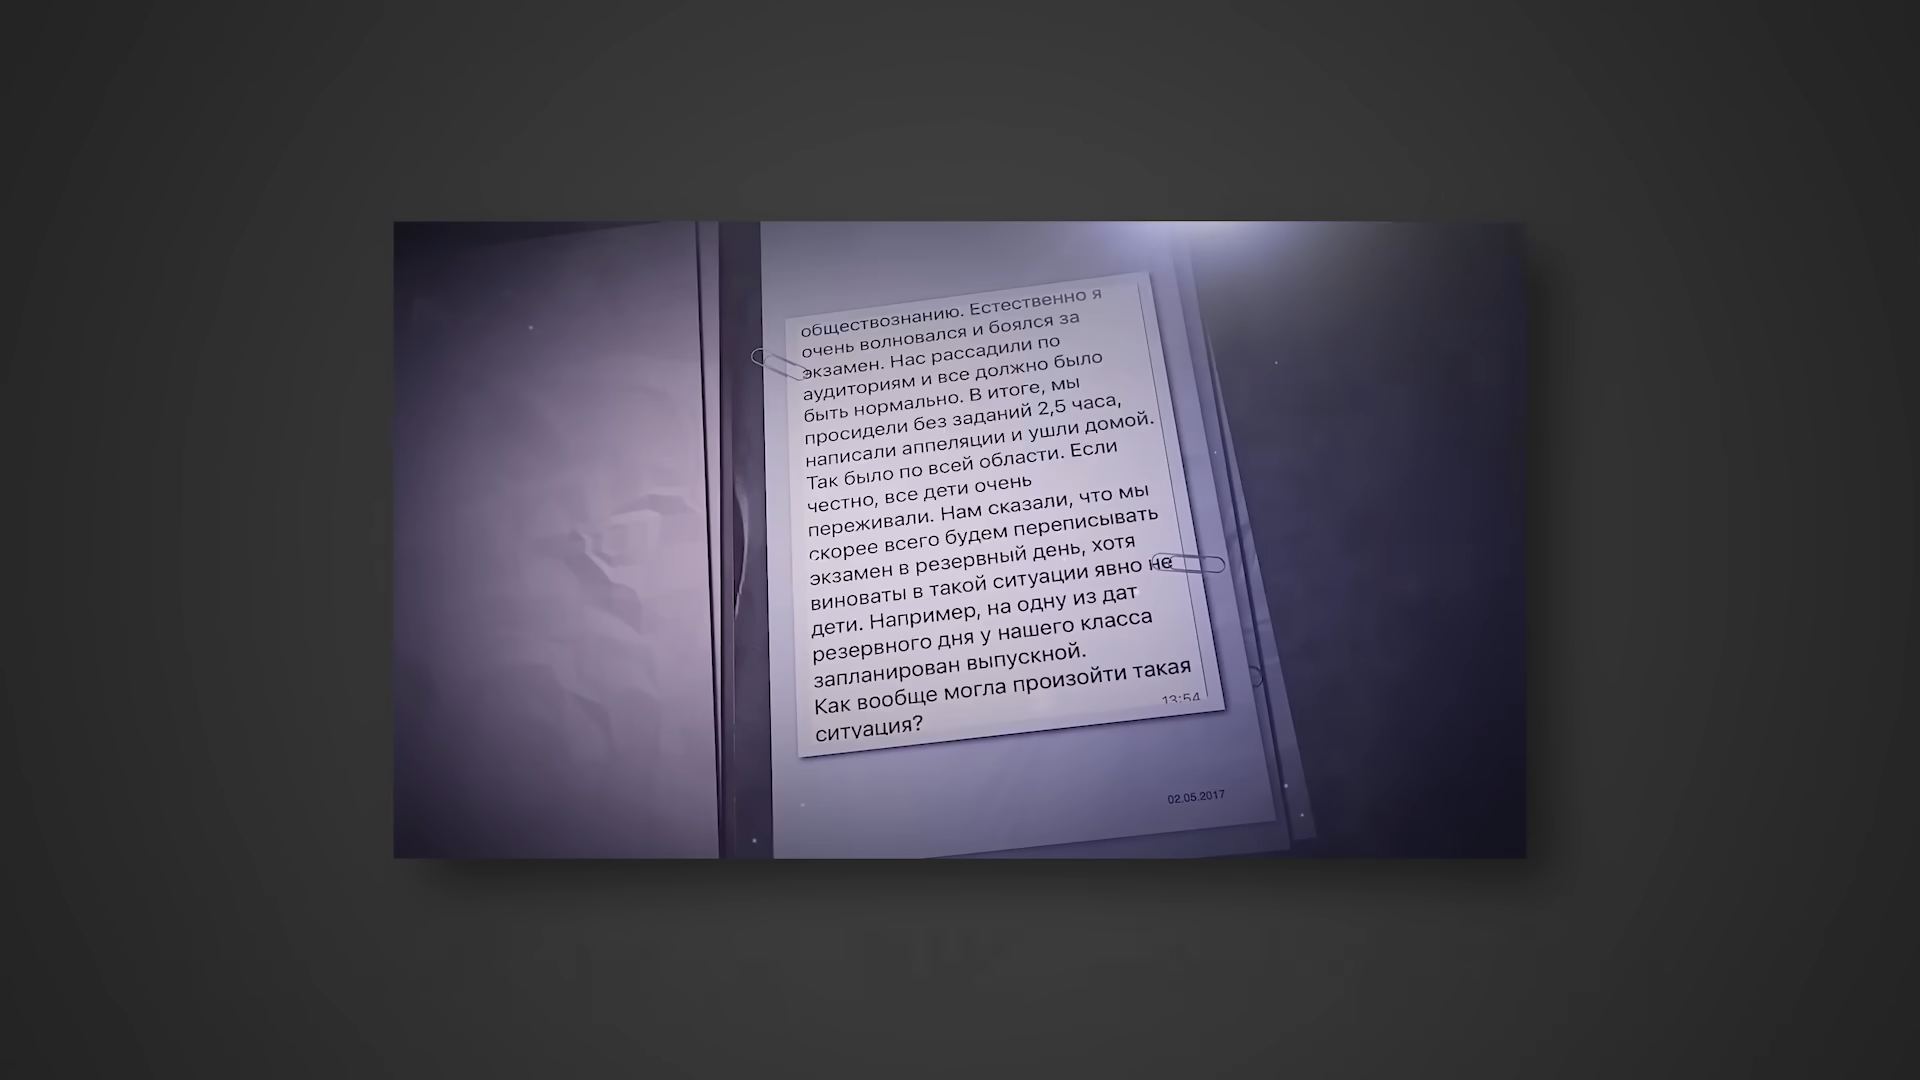 обществознанию. Естественно я
очень волновался и боялся за
экзамен. Нас рассадили по
аудиториям и все должно было
быть нормально. В итоге, мы
просидели без заданий 2,5 часа,
написали аппеляции и ушли домой.
Так было по всей области. Если
честно, все дети очень
переживали. Нам сказали, что мы
скорее всего будем переписывать
экзамен в резервный день, хотя
виноваты в такой ситуации явно не
дети. Например, на одну из дат
резервного дня у нашего класса
запланирован выпускной.
Как вообще могла произойти такая
ситуация?
13:54
02.05.2017